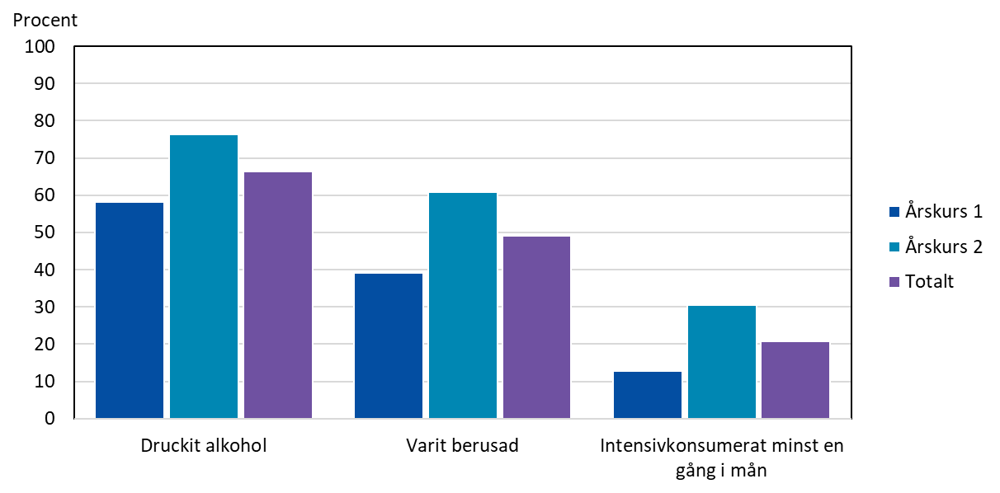 Procent
100
90
80
70
60
50
40
30
20
10
0
Druckit alkohol
Varit berusad
Intensivkonsumerat minst en
gång i mån
Årskurs 1
Årskurs 2
Totalt